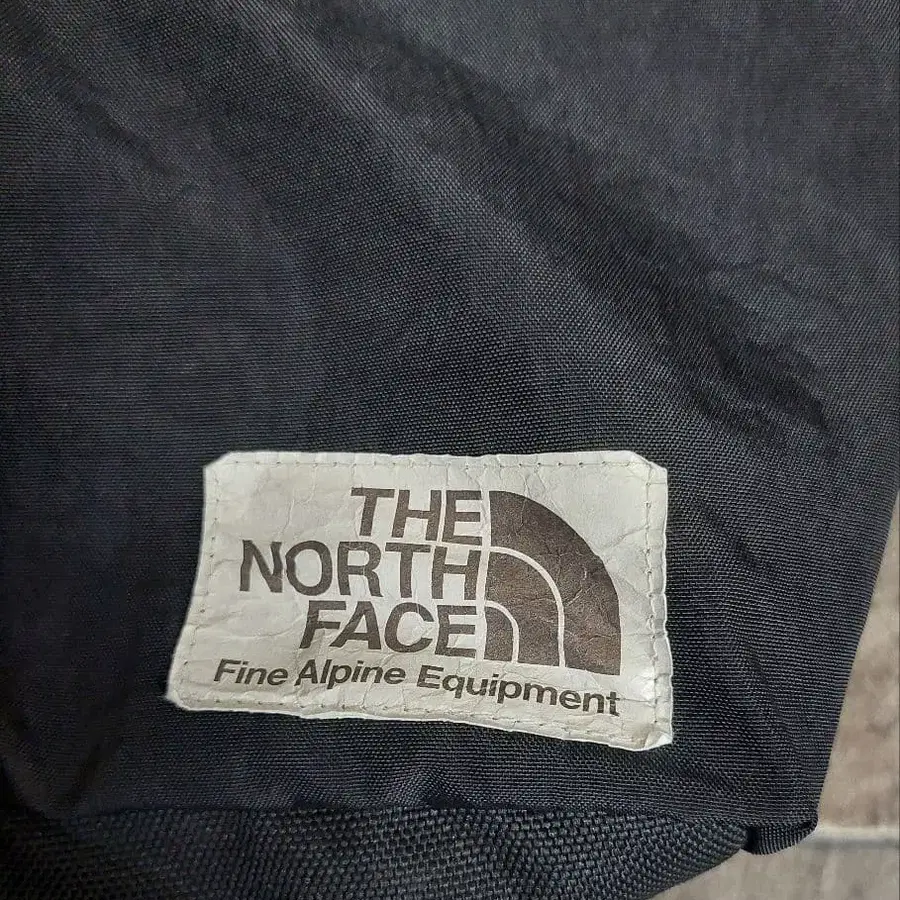 THE
NORTH
FACE
Fine Alpine Equipment